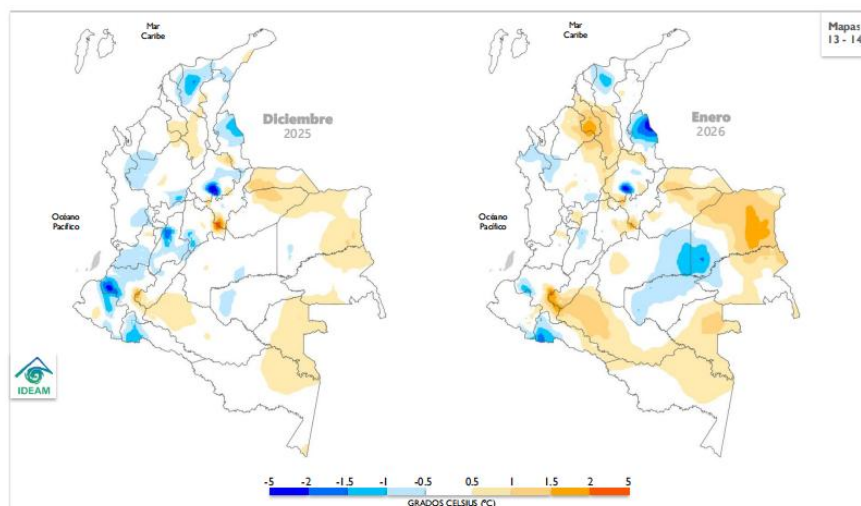 Mar
Caribe
Diciembre
2025
Océano
Pacífico
Mar
Caribe
Enero
2026
Océano
Pacífico
Mapas
13 - 14
IDEAM
-5 -2 -1.5 -1 -0.5 0.5 1 1.5 2 5
GRADOS CELSIUS (°C)